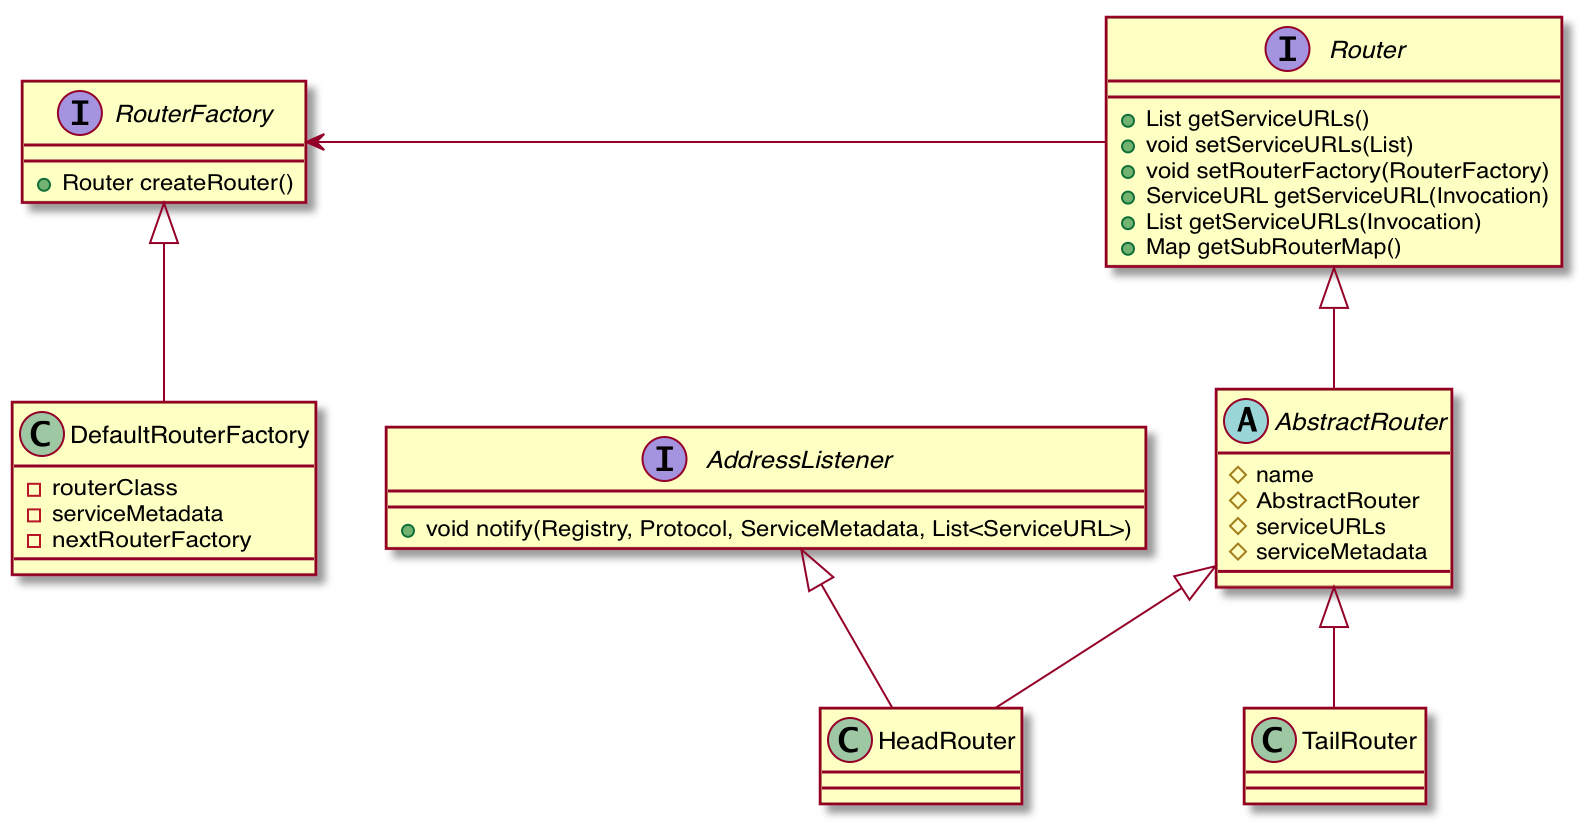 I RouterFactory
Router createRouter()
I Router
List getServiceURLs()
void setServiceURLs(List)
void setRouterFactory(RouterFactory)
ServiceURL getServiceURL(Invocation)
List getServiceURLs(Invocation)
Map getSubRouterMap()
C DefaultRouterFactory
routerClass
serviceMetadata
nextRouterFactory
I AddressListener
void notify(Registry, Protocol, ServiceMetadata, List<ServiceURL>)
A AbstractRouter
name
AbstractRouter
serviceURLs
serviceMetadata
C HeadRouter
C TailRouter